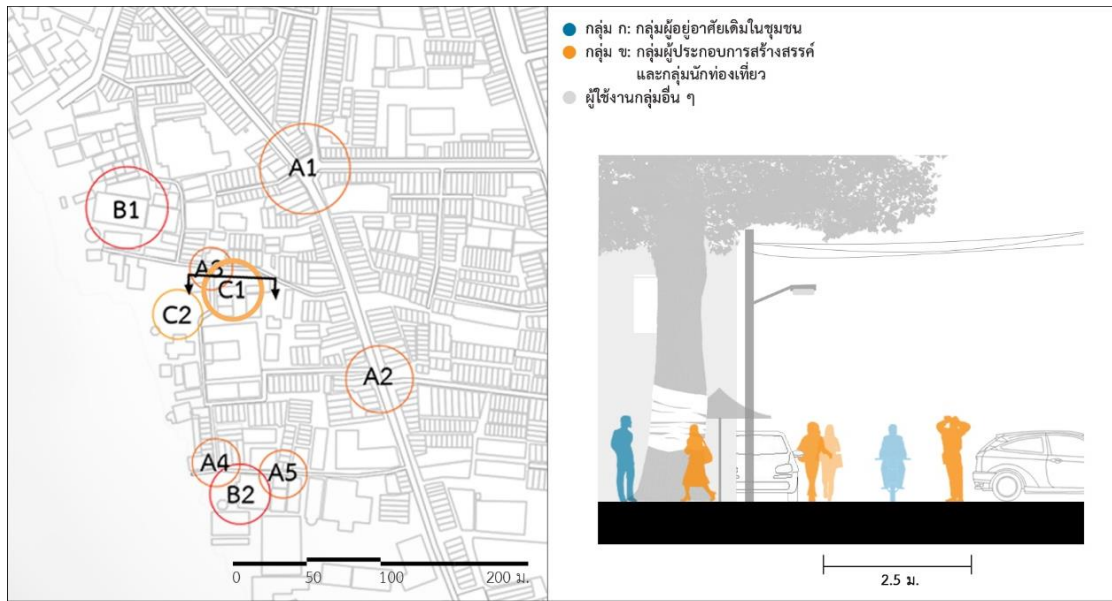 A1
B1
A3
C1
C2
A2
A4
A5
B2
0 50 100 200 ม.
กลุ่ม ก: กลุ่มผู้อยู่อาศัยเดิมในชุมชน
กลุ่ม ข: กลุ่มผู้ประกอบการสร้างสรรค์
และกลุ่มนักท่องเที่ยว
ผู้ใช้งานกลุ่มอื่น ๆ
2.5 ม.